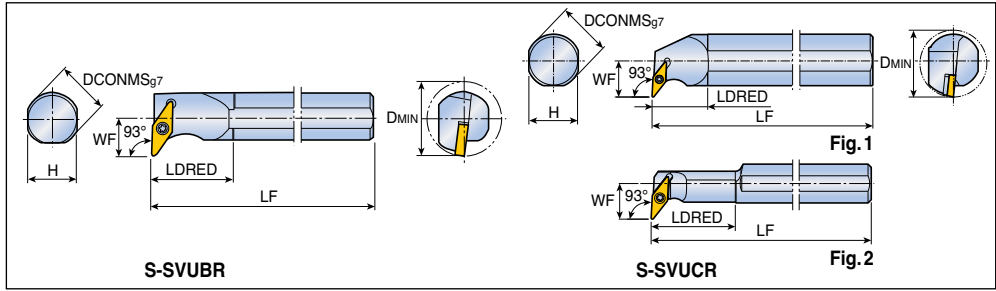 DCONMSg7
H
WF
93°
LDRED
LF
DMIN
S-SVUBR
DCONMSg7
H
WF
93°
LDRED
LF
DMIN
Fig.1
WF
93°
LDRED
LF
Fig.2
S-SVUCR